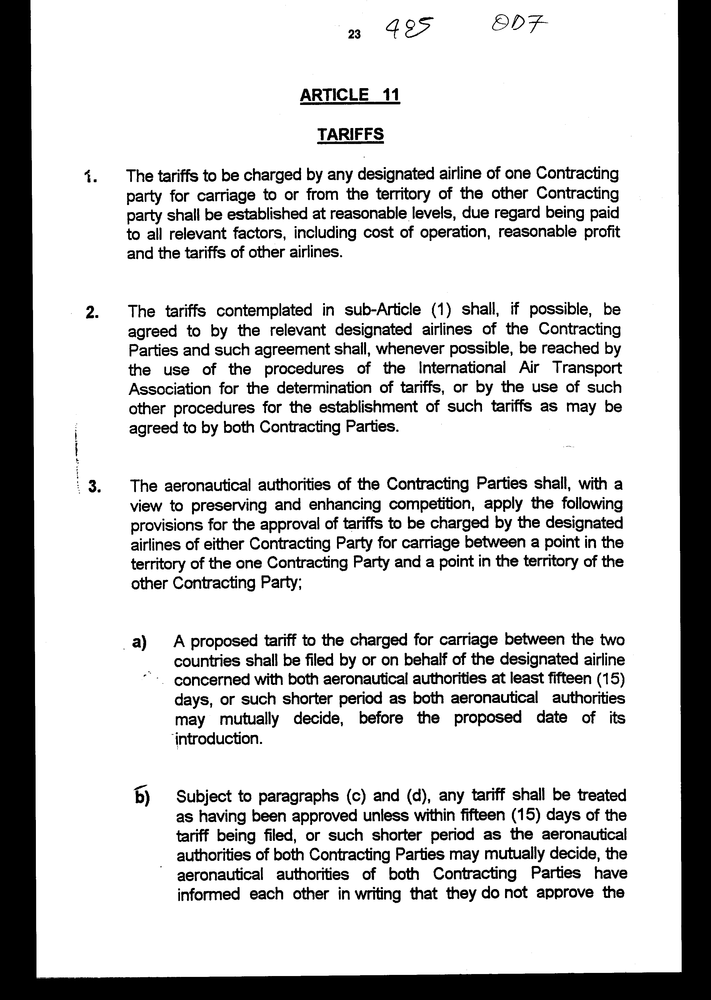 23 485 OD7
ARTICLE 11
TARIFFS
1. The tariffs to be charged by any designated airline of one Contracting
party for carriage to or from the territory of the other Contracting
party shall be established at reasonable levels, due regard being paid
to all relevant factors, including cost of operation, reasonable profit
and the tariffs of other airlines.
2. The tariffs contemplated in sub-Article (1) shall, if possible, be
agreed to by the relevant designated airlines of the Contracting
Parties and such agreement shall, whenever possible, be reached by
the use of the procedures of the International Air Transport
Association for the determination of tariffs, or by the use of such
other procedures for the establishment of such tariffs as may be
agreed to by both Contracting Parties.
3. The aeronautical authorities of the Contracting Parties shall, with a
view to preserving and enhancing competition, apply the following
provisions for the approval of tariffs to be charged by the designated
airlines of either Contracting Party for carriage between a point in the
territory of the one Contracting Party and a point in the territory of the
other Contracting Party;
a) A proposed tariff to the charged for carriage between the two
countries shall be filed by or on behalf of the designated airline
concerned with both aeronautical authorities at least fifteen (15)
days, or such shorter period as both aeronautical authorities
may mutually decide, before the proposed date of its
introduction.
b) Subject to paragraphs (c) and (d), any tariff shall be treated
as having been approved unless within fifteen (15) days of the
tariff being filed, or such shorter period as the aeronautical
authorities of both Contracting Parties may mutually decide, the
aeronautical authorities of both Contracting Parties have
informed each other in writing that they do not approve the